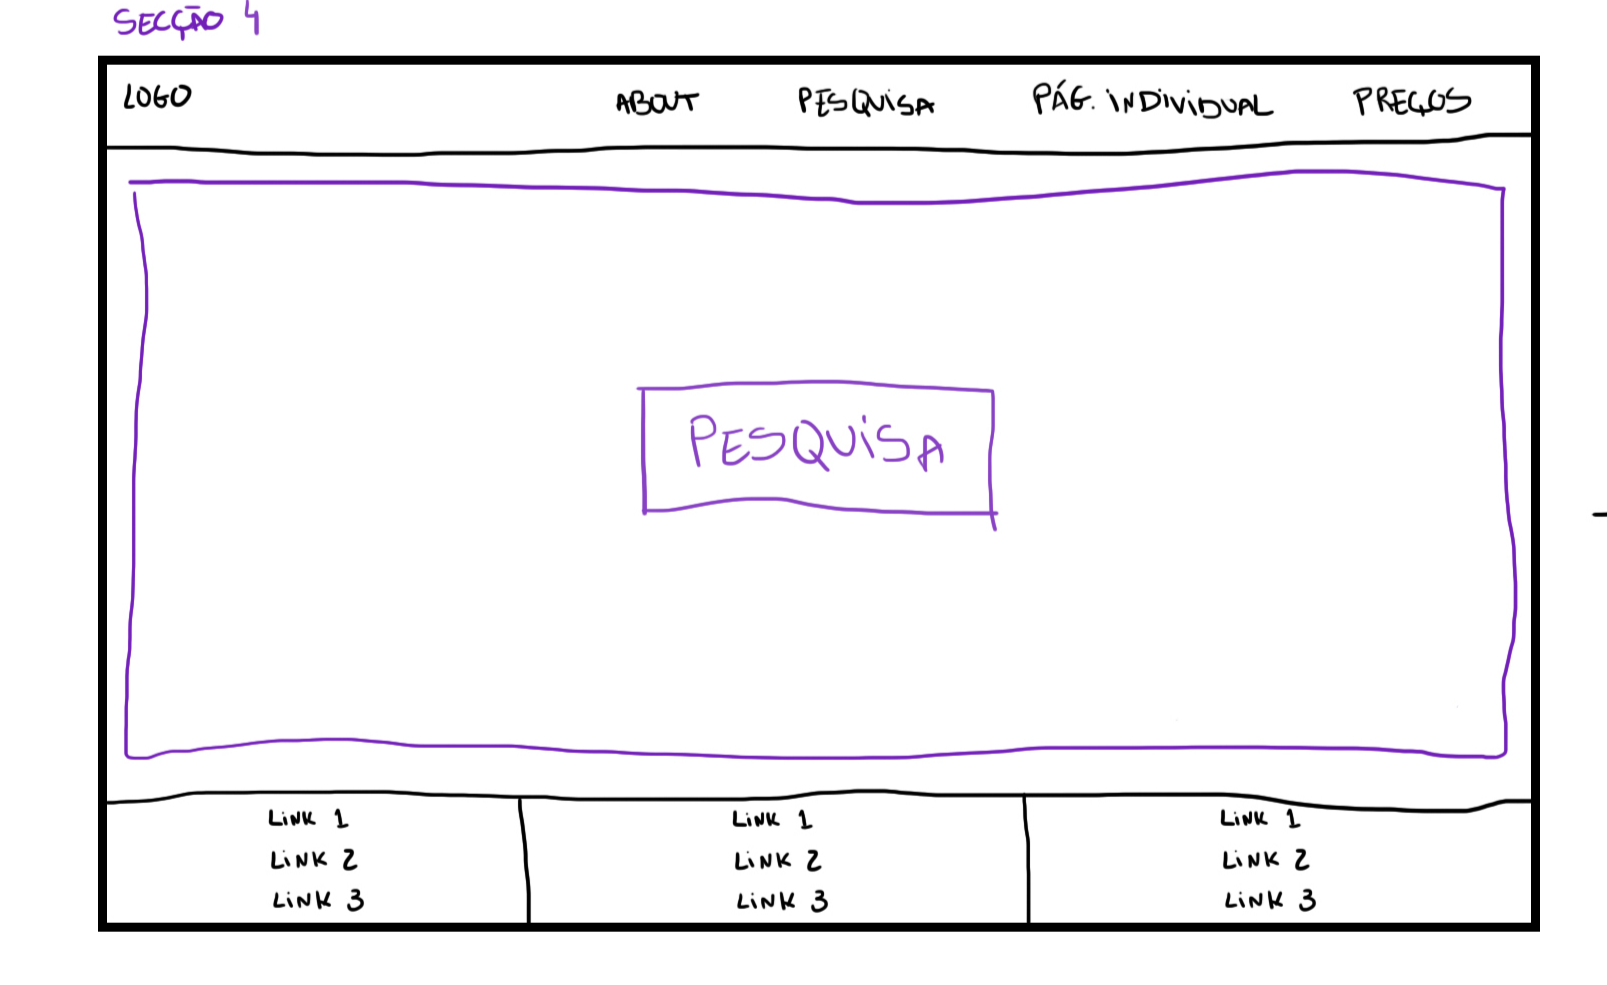 SECÇÃO 4
LOGO ABOUT PESQUISA PÁG. INDIVIDUAL PREÇOS
PESQUISA
LINK 1 LINK 1 LINK 1
LINK 2 LINK 2 LINK 2
LINK 3 LINK 3 LINK 3